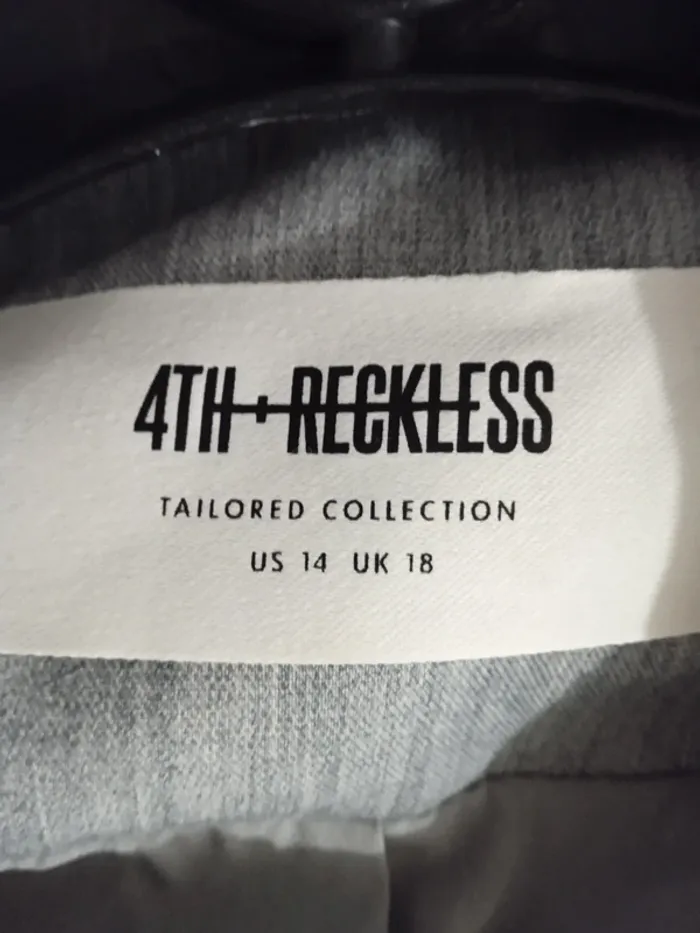 4TH+RECKLESS
TAILORED COLLECTION
US 14 UK 18